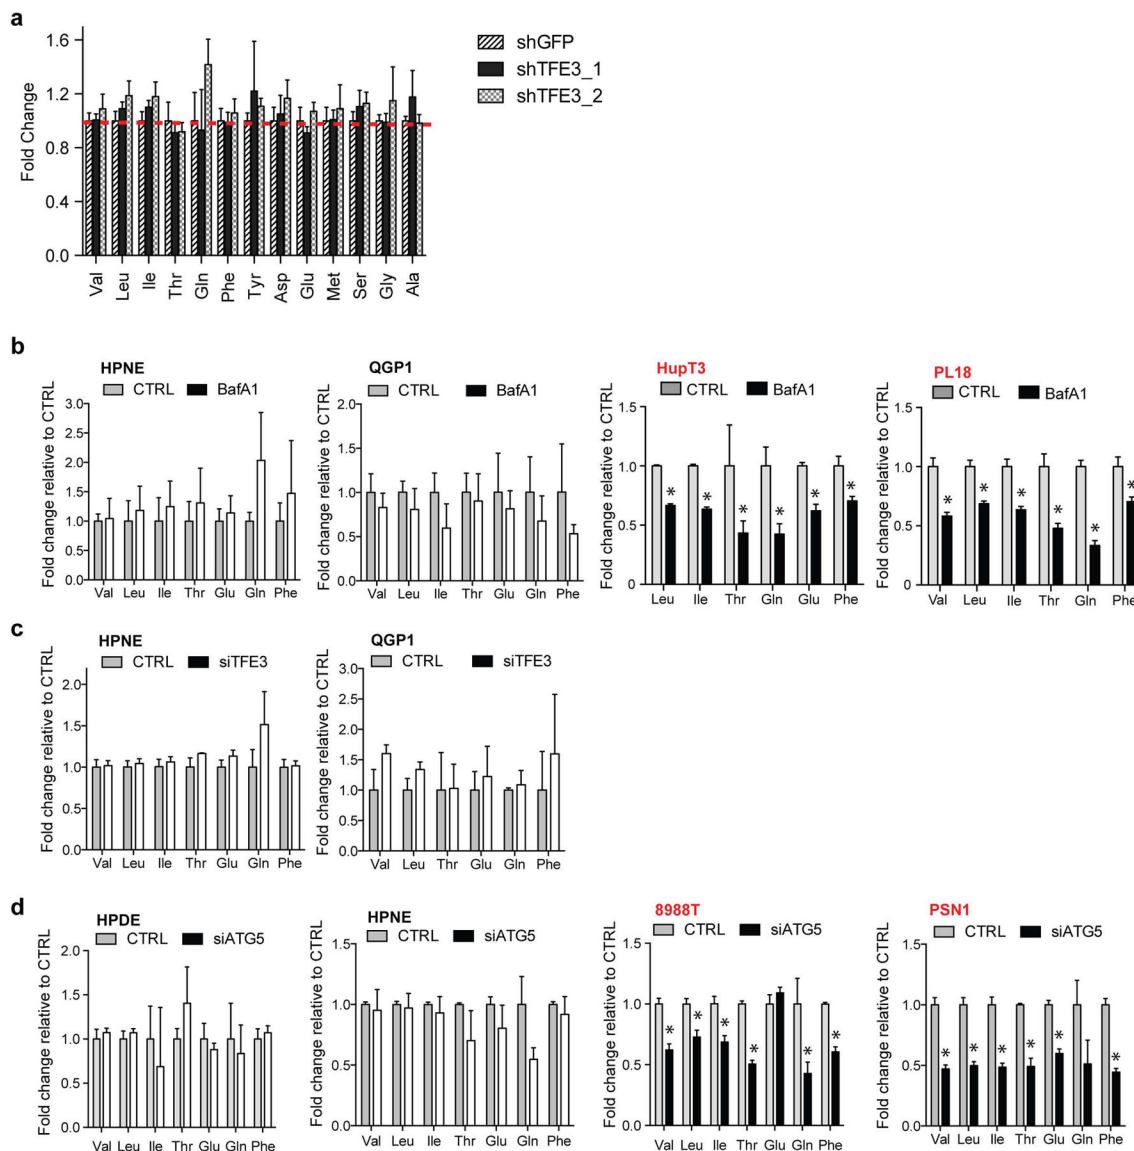 a
Fold Change
1.6
1.2
0.8
0.4
0.0
shGFP
shTFE3_1
shTFE3_2
Val Leu Ile Thr Gln Phe Tyr Asp Glu Met Ser Gly Ala
b
HPNE
CTRL BafA1
Fold change relative to CTRL
3.0
2.5
2.0
1.5
1.0
0.5
0.0
Val Leu Ile Thr Glu Gln Phe
QGP1
CTRL BafA1
Fold change relative to CTRL
2.0
1.5
1.0
0.5
0.0
Val Leu Ile Thr Glu Gln Phe
HupT3
CTRL BafA1
Fold change relative to CTRL
1.5
1.0
0.5
0
* * * * * *
Leu Ile Thr Gln Glu Phe
PL18
CTRL BafA1
Fold change relative to CTRL
1.5
1.0
0.5
0
* * * * * *
Val Leu Ile Thr Gln Phe
c
HPNE
CTRL siTFE3
Fold change relative to CTRL
2.0
1.5
1.0
0.5
0.0
Val Leu Ile Thr Glu Gln Phe
QGP1
CTRL siTFE3
Fold change relative to CTRL
3.0
2.5
2.0
1.5
1.0
0.5
0.0
Val Leu Thr Glu Gln Phe
d
HPDE
CTRL siATG5
Fold change relative to CTRL
2.0
1.5
1.0
0.5
0.0
Val Leu Ile Thr Glu Gln Phe
HPNE
CTRL siATG5
Fold change relative to CTRL
1.5
1.0
0.5
0.0
Val Leu Ile Thr Glu Gln Phe
8988T
CTRL siATG5
Fold change relative to CTRL
1.5
1.0
0.5
0.0
* * * * * *
Val Leu Ile Thr Glu Gln Phe
PSN1
CTRL siATG5
Fold change relative to CTRL
1.5
1.0
0.5
0.0
* * * * * *
Val Leu Ile Thr Glu Gln Phe